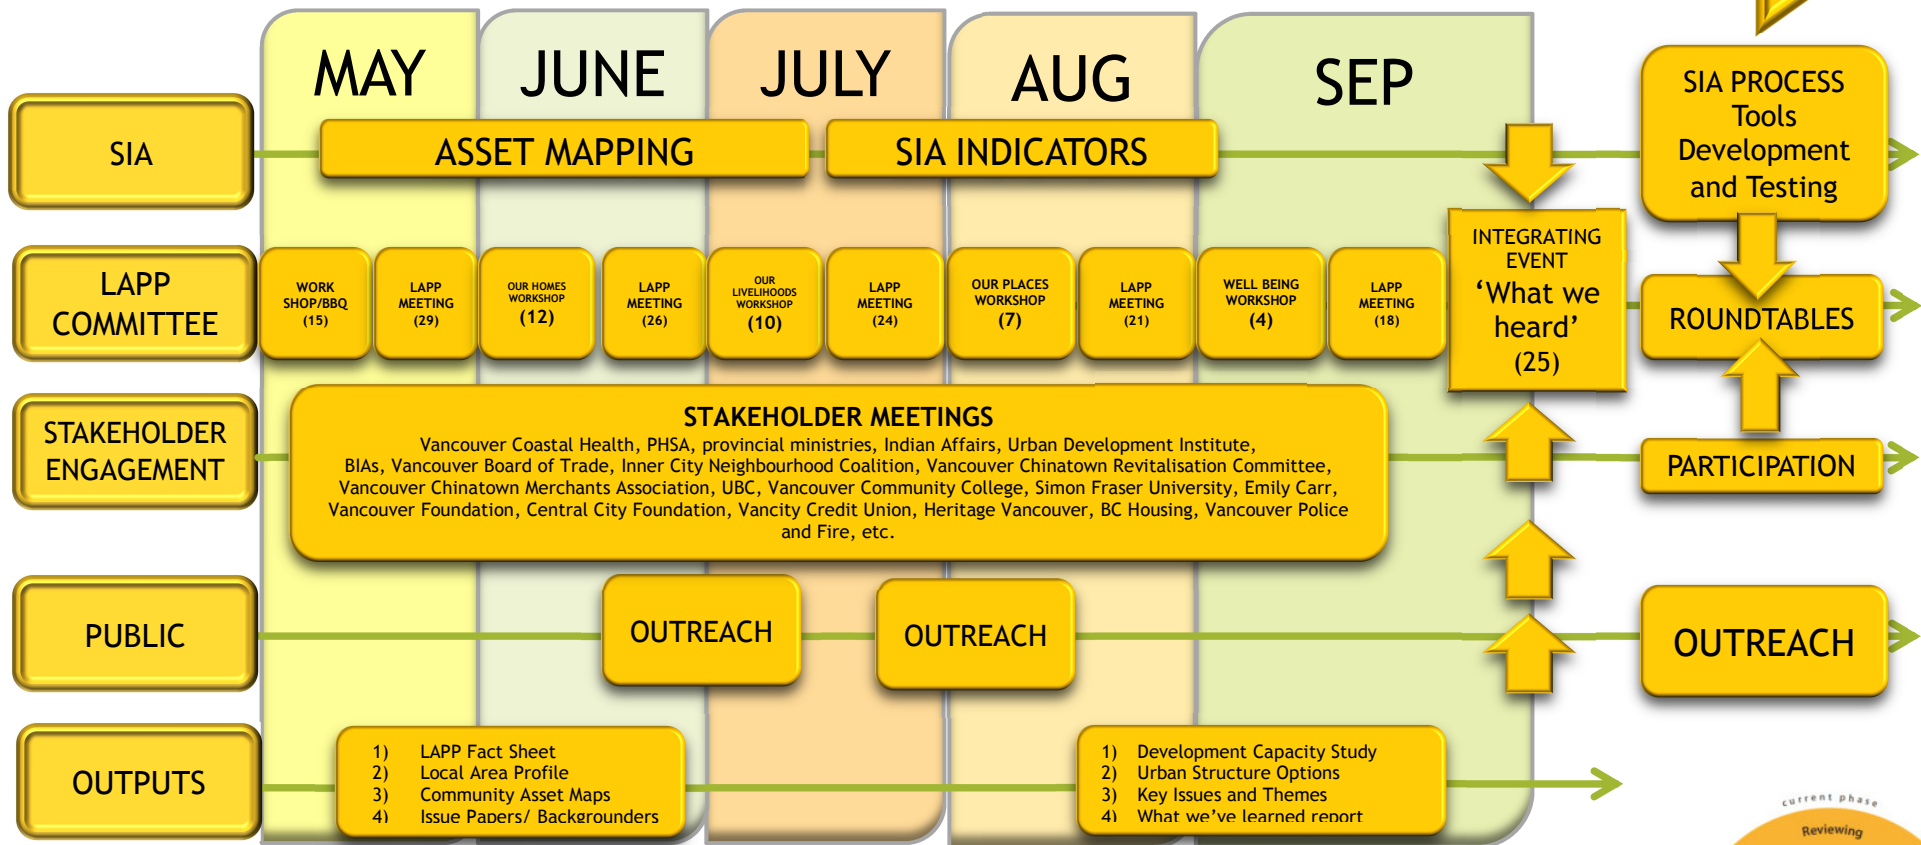 MAY
JUNE
JULY
AUG
SEP
SIA
ASSET MAPPING
SIA INDICATORS
SIA PROCESS
Tools
Development
and Testing
LAPP
COMMITTEE
WORK
SHOP/BBQ
(15)
LAPP
MEETING
(29)
OUR HOMES
WORKSHOP
(12)
LAPP
MEETING
(26)
OUR
LIVELIHOODS
WORKSHOP
(10)
LAPP
MEETING
(24)
OUR PLACES
WORKSHOP
(7)
LAPP
MEETING
(21)
WELL BEING
WORKSHOP
(4)
LAPP
MEETING
(18)
INTEGRATING
EVENT
‘What we
heard’
(25)
ROUNDTABLES
STAKEHOLDER
ENGAGEMENT
STAKEHOLDER MEETINGS
Vancouver Coastal Health, PHSA, provincial ministries, Indian Affairs, Urban Development Institute,
BIAs, Vancouver Board of Trade, Inner City Neighbourhood Coalition, Vancouver Chinatown Revitalisation Committee,
Vancouver Chinatown Merchants Association, UBC, Vancouver Community College, Simon Fraser University, Emily Carr,
Vancouver Foundation, Central City Foundation, Vancity Credit Union, Heritage Vancouver, BC Housing, Vancouver Police
and Fire, etc.
PARTICIPATION
PUBLIC
OUTREACH
OUTREACH
OUTREACH
OUTPUTS
1) LAPP Fact Sheet
2) Local Area Profile
3) Community Asset Maps
4) Issue Papers/ Backgrounders
1) Development Capacity Study
2) Urban Structure Options
3) Key Issues and Themes
4) What we’ve learned report
current phase
Reviewing